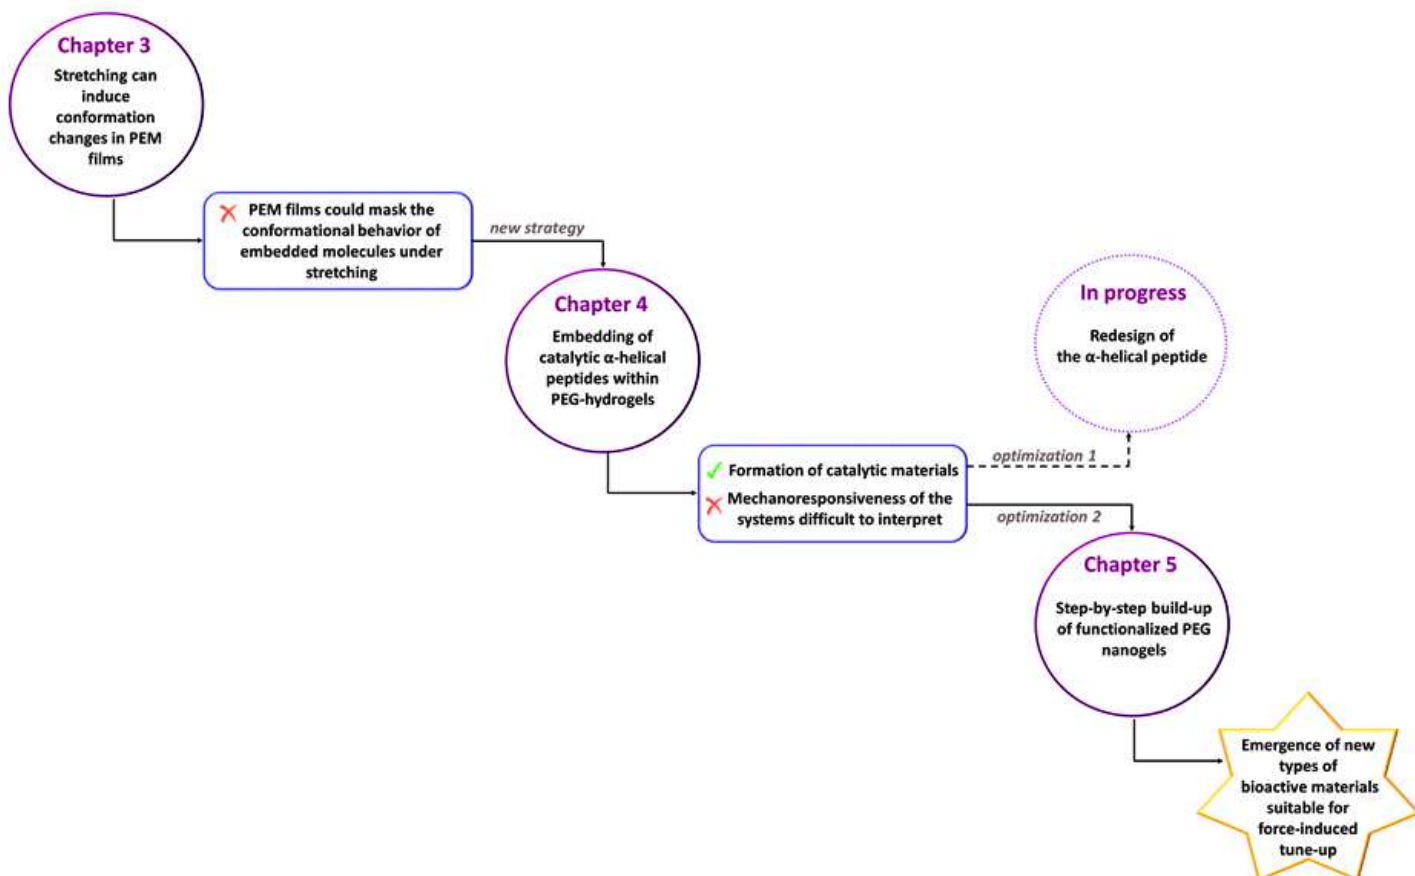 Chapter 3
Stretching can
induce
conformation
changes in PEM
films
PEM films could mask the
conformational behavior of
embedded molecules under
stretching
new strategy
Chapter 4
Embedding of
catalytic α-helical
peptides within
PEG-hydrogels
In progress
Redesign of
the α-helical peptide
Formation of catalytic materials
Mechanoresponsiveness of the
systems difficult to interpret
optimization 1
optimization 2
Chapter 5
Step-by-step build-up
of functionalized PEG
nanogels
Emergence of new
types of
bioactive materials
suitable for
force-induced
tune-up